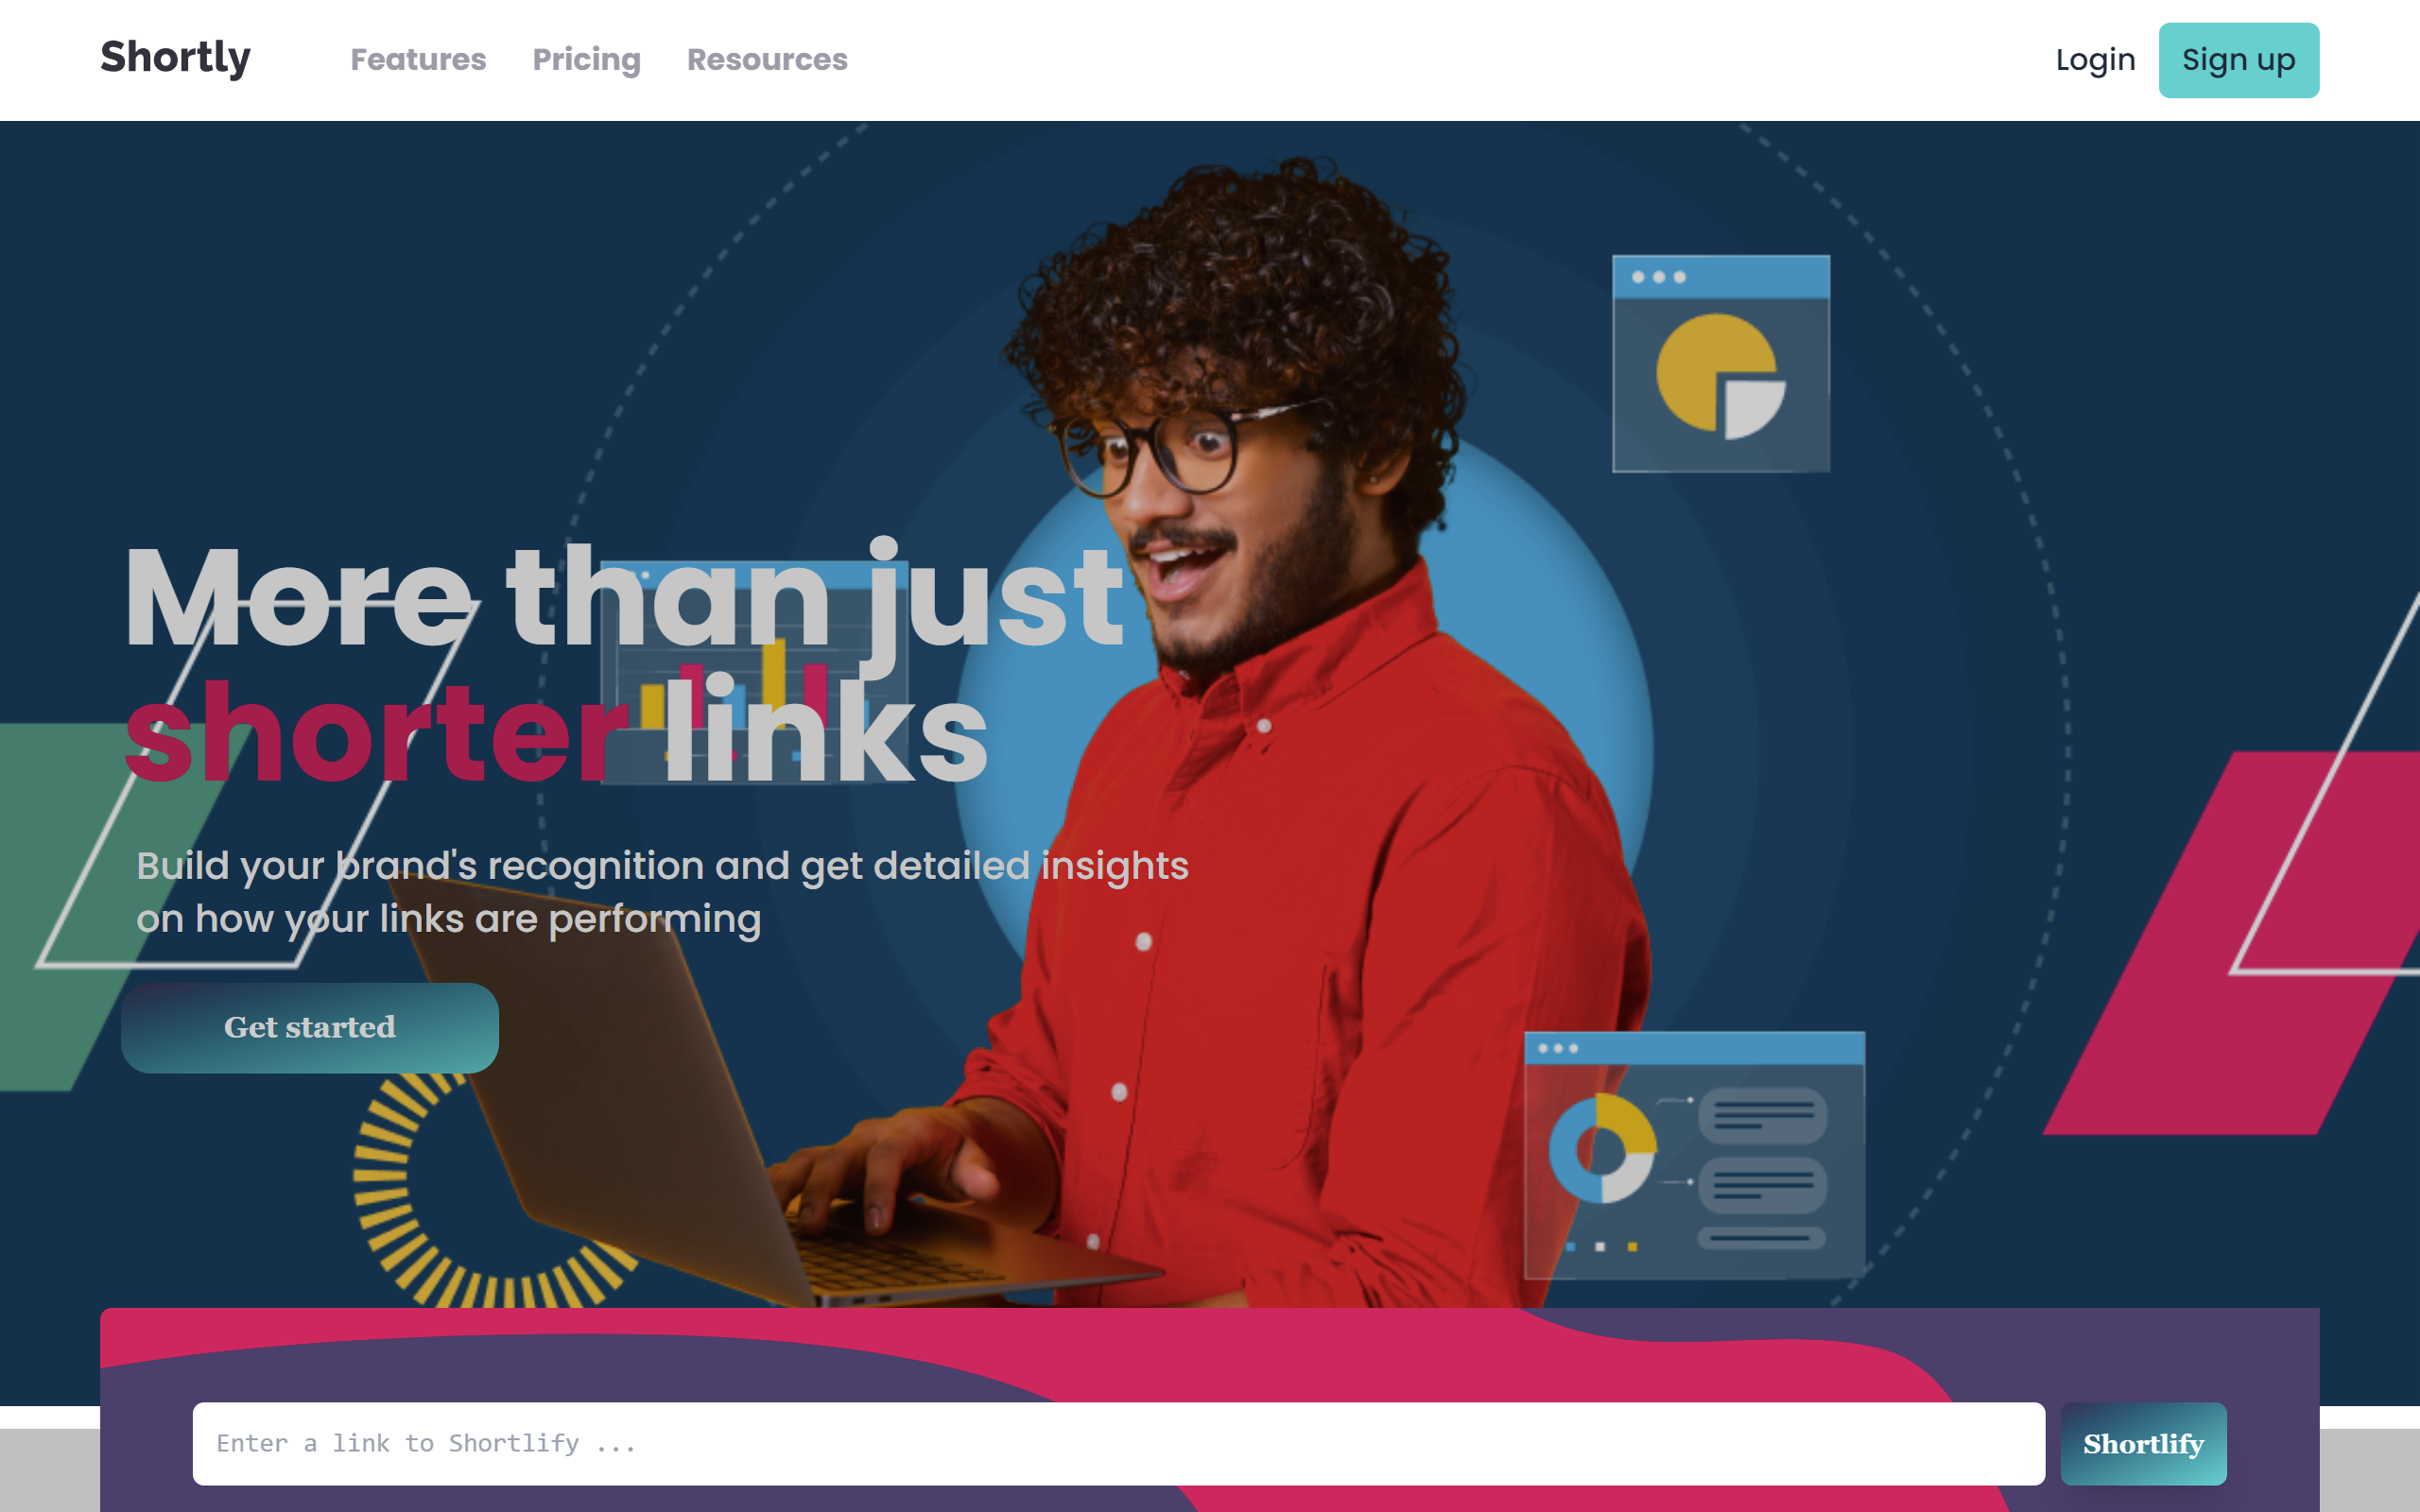 Shortly
Features Pricing Resources
Login Sign up
More than just
shorter links
Build your brand's recognition and get detailed insights
on how your links are performing
Get started
Enter a link to Shortlify ...
Shortlify